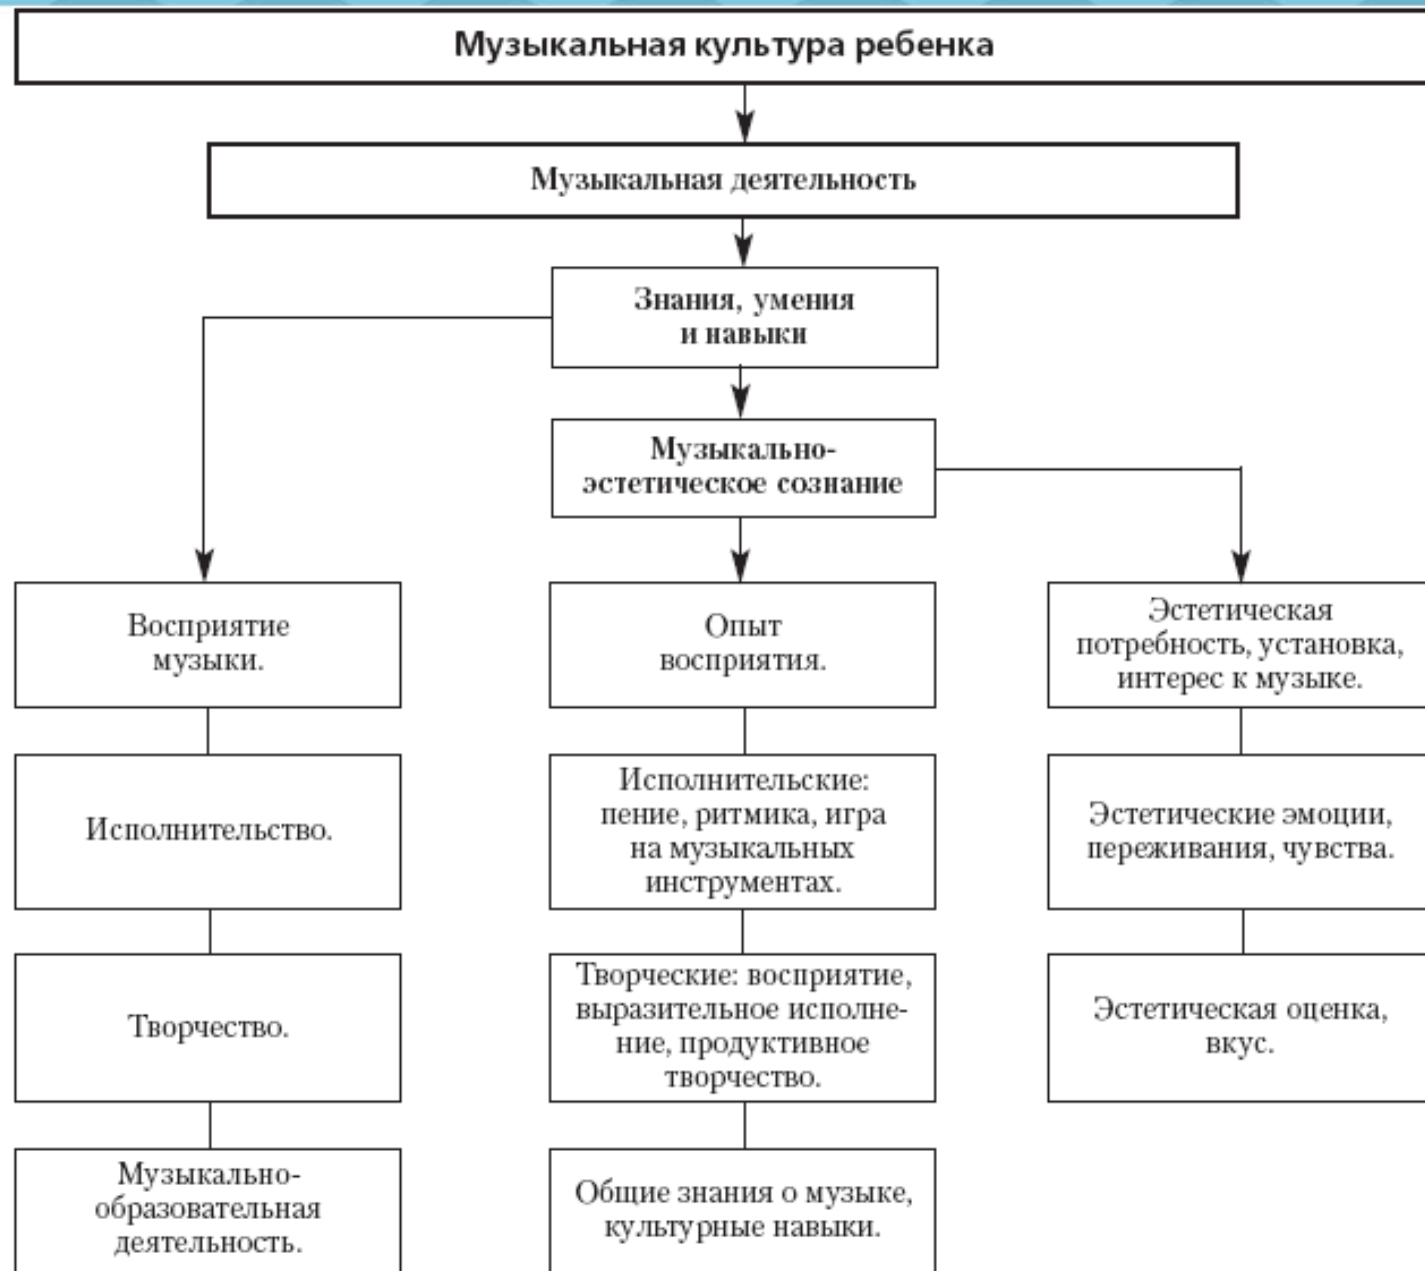 Музыкальная культура ребенка
Музыкальная деятельность
Знания, умения
и навыки
Музыкально-
эстетическое сознание
Восприятие
музыки.
Опыт
восприятия.
Эстетическая
потребность, установка,
интерес к музыке.
Исполнительство.
Исполнительские:
пение, ритмика, игра
на музыкальных
инструментах.
Эстетические эмоции,
переживания, чувства.
Творчество.
Творческие: восприятие,
выразительное исполне-
ние, продуктивное
творчество.
Эстетическая оценка,
вкус.
Музыкально-
образовательная
деятельность.
Общие знания о музыке,
культурные навыки.